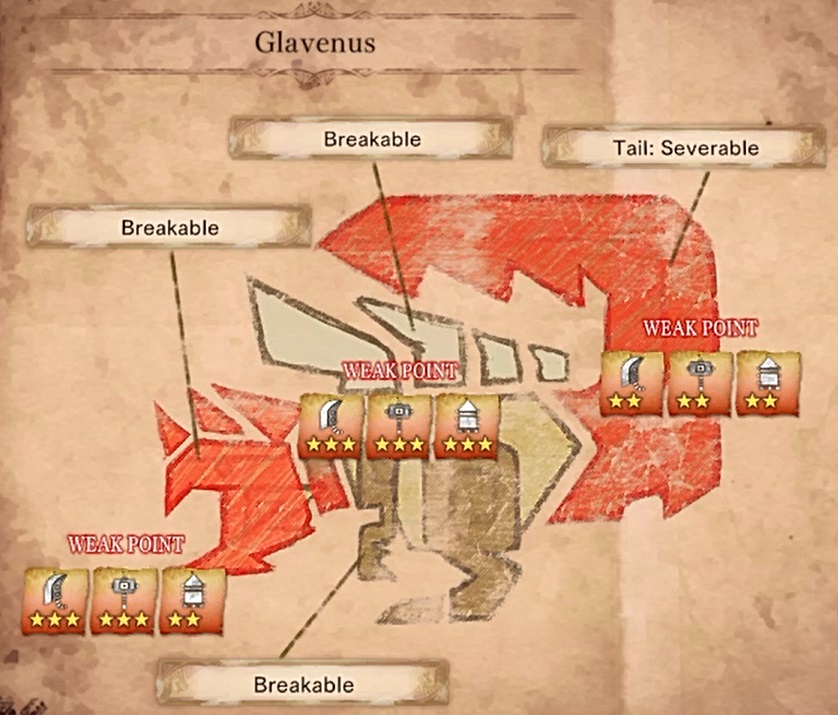 Glavenus
Breakable
Tail: Severable
Breakable
WEAK POINT
WEAK POINT
WEAK POINT
Breakable